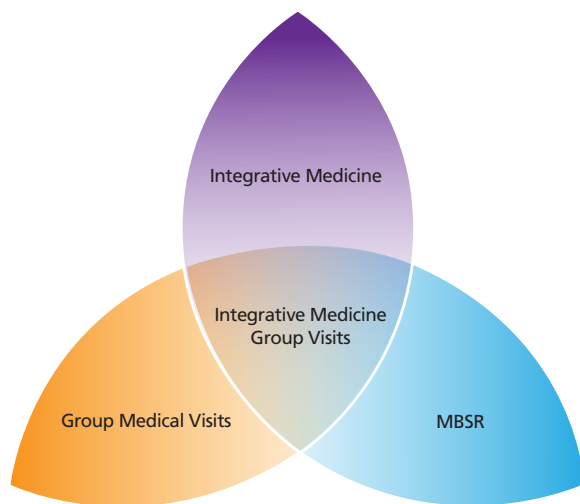 Integrative Medicine
Integrative Medicine
Group Visits
Group Medical Visits
MBSR